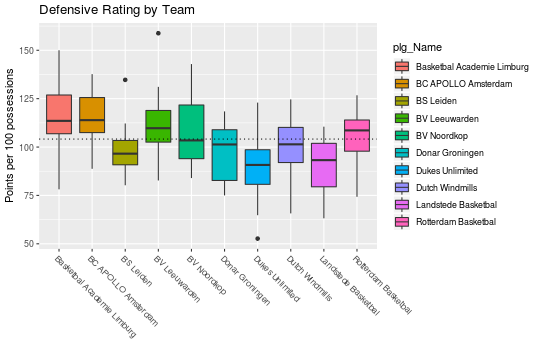 Defensive Rating by Team
Points per 100 possessions
150
125
100
75
50
Basketbal Academie Limburg
BC APOLLO Amsterdam
BS Leiden
BV Leeuwarden
BV Noordkop
Donar Groningen
Dukes Unlimited
Dutch Windmills
Landstede Basketbal
Rotterdam Basketbal
plg_Name
Basketbal Academie Limburg
BC APOLLO Amsterdam
BS Leiden
BV Leeuwarden
BV Noordkop
Donar Groningen
Dukes Unlimited
Dutch Windmills
Landstede Basketbal
Rotterdam Basketbal